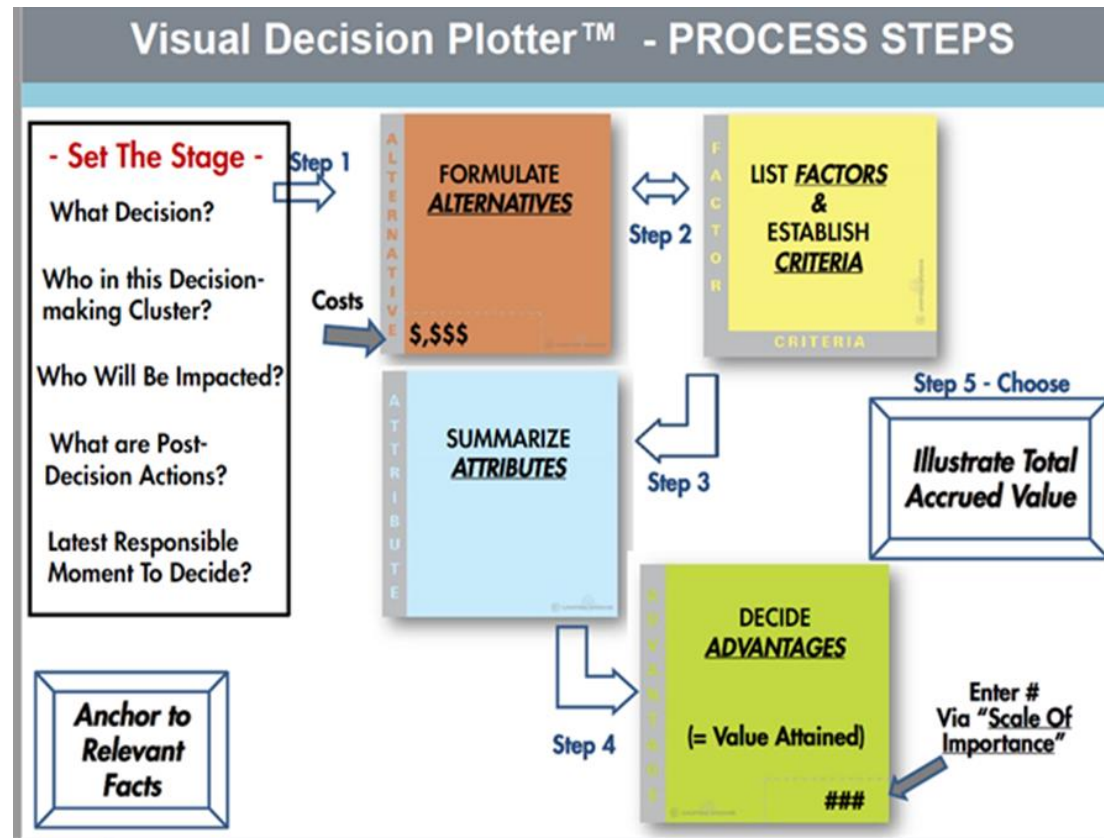 Visual Decision Plotter™ - PROCESS STEPS
- Set The Stage -
What Decision?
Who in this Decision-
making Cluster?
Who Will Be Impacted?
What are Post-
Decision Actions?
Latest Responsible
Moment To Decide?
Step 1
ALTERNATIVE
FORMULATE
ALTERNATIVES
Costs
$,$$$
Step 2
FACTOR
LIST FACTORS
&
ESTABLISH
CRITERIA
CRITERIA
Step 3
ATTRIBUTE
SUMMARIZE
ATTRIBUTES
Step 4
ADVANTAGE
DECIDE
ADVANTAGES
(= Value Attained)
###
Enter #
Via “Scale Of
Importance”
Step 5 - Choose
Illustrate Total
Accrued Value
Anchor to
Relevant
Facts